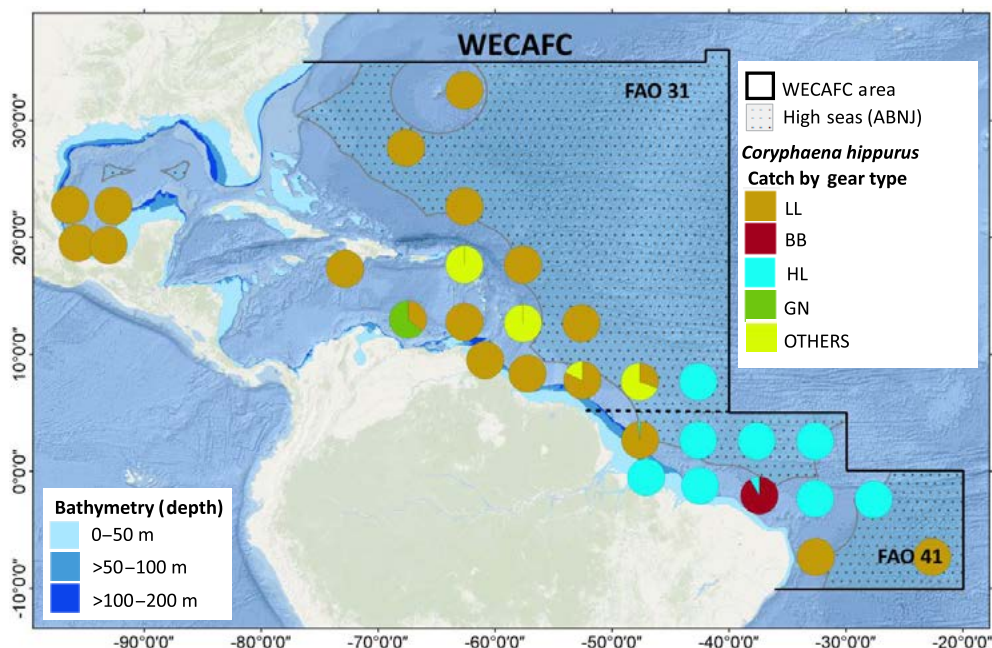 WECAFC
FAO 31
WECAFC area
High seas (ABNJ)
Coryphaena hippurus
Catch by gear type
LL
BB
HL
GN
OTHERS
30°0'0"
20°0'0"
10°0'0"
0°0'0"
-10°0'0"
Bathymetry (depth)
0–50 m
>50–100 m
>100–200 m
FAO 41
-90°0'0" -80°0'0" -70°0'0" -60°0'0" -50°0'0" -40°0'0" -30°0'0" -20°0'0"